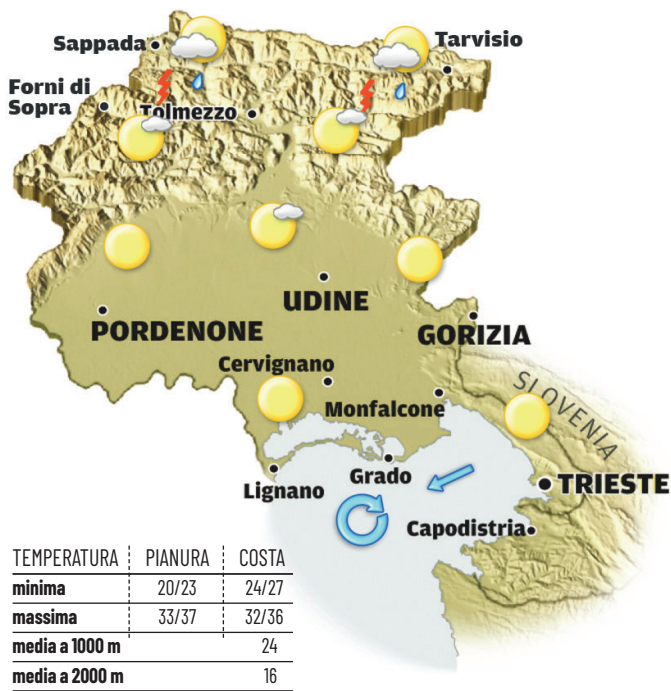 Sappada
Tarvisio
Forni di
Sopra
Tolmezzo
UDINE
PORDENONE
GORIZIA
Cervignano
SLOVENIA
Monfalcone
Grado
Lignano
TRIESTE
Capodistria
TEMPERATURA PIANURA COSTA
minima 20/23 24/27
massima 33/37 32/36
media a 1000 m 24
media a 2000 m 16